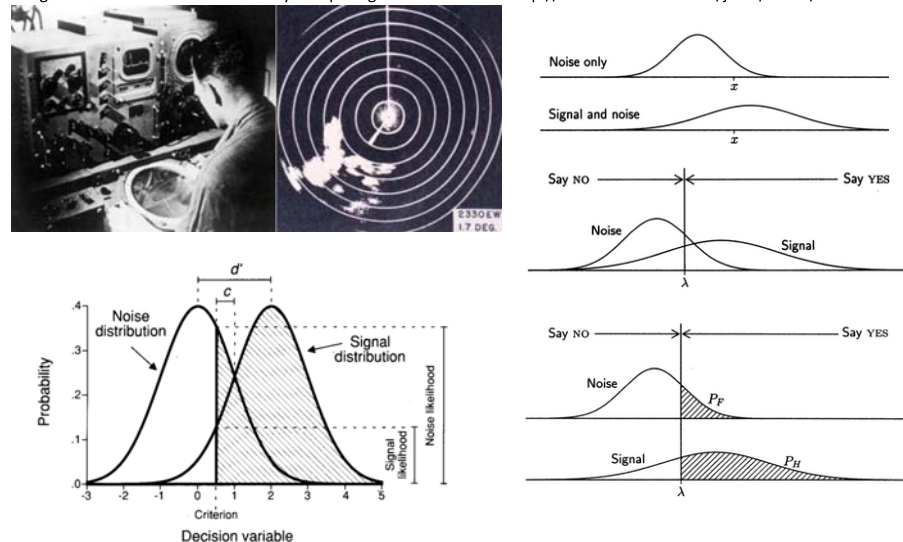 2330EW
1.7 DEG.
Noise only
x
Signal and noise
x
Say NO
Say YES
Noise
Signal
λ
Say NO
Say YES
Noise
P_F
Signal
P_H
λ
d'
c
.4
.3
.2
.1
.0
Probability
Noise
distribution
Signal
distribution
Signal
likelihood
Noise likelihood
-3 -2 -1 0 1 2 3 4 5
Criterion
Decision variable